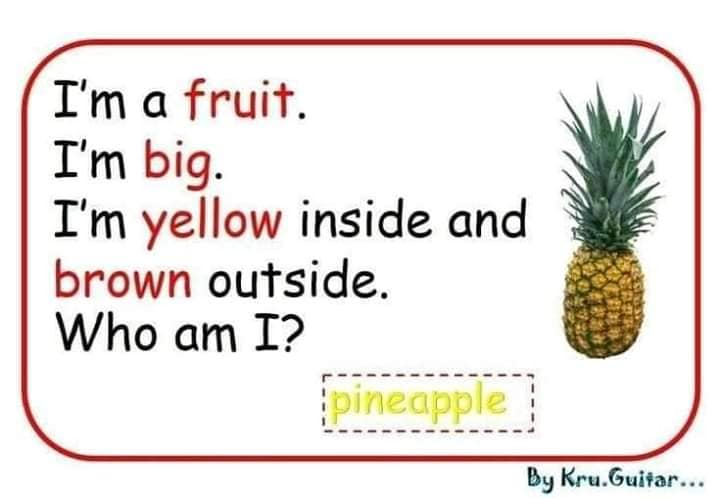 I'm a fruit.
I'm big.
I'm yellow inside and
brown outside.
Who am I?
pineapple
By Kru.Guitar...